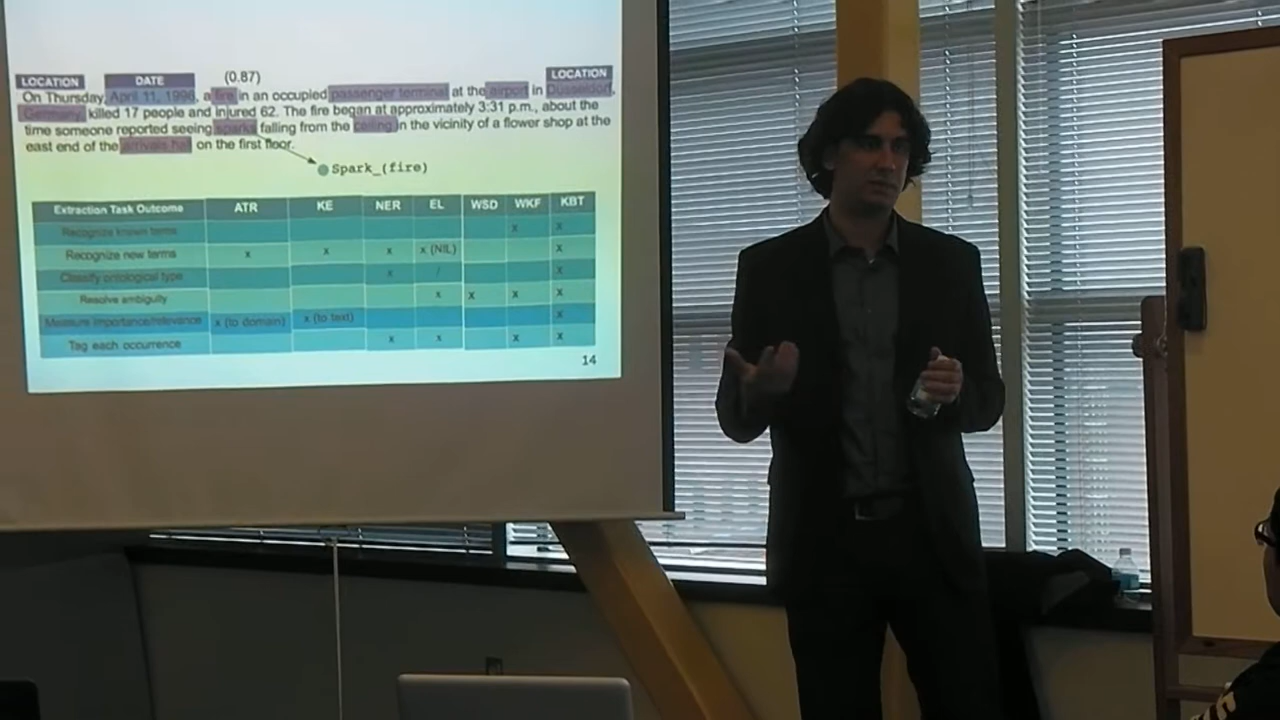 LOCATION DATE (0.87) LOCATION
On Thursday, April 11, 1996, a fire in an occupied passenger terminal at the airport in Dusseldorf,
Germany killed 17 people and injured 62. The fire began at approximately 3:31 p.m., about the
time someone reported seeing sparks falling from the ceiling in the vicinity of a flower shop at the
east end of the arrivals hall on the first floor.
Spark_(fire)
Extraction Task Outcome ATR KE NER EL WSD WKF KBT
Recognize known terms x x
Recognize new terms x x x x (NIL) x
Classify ontological type x / x
Resolve ambiguity x x x x
Measure importance/relevance x (to domain) x (to text) x
Tag each occurrence x x x x
14